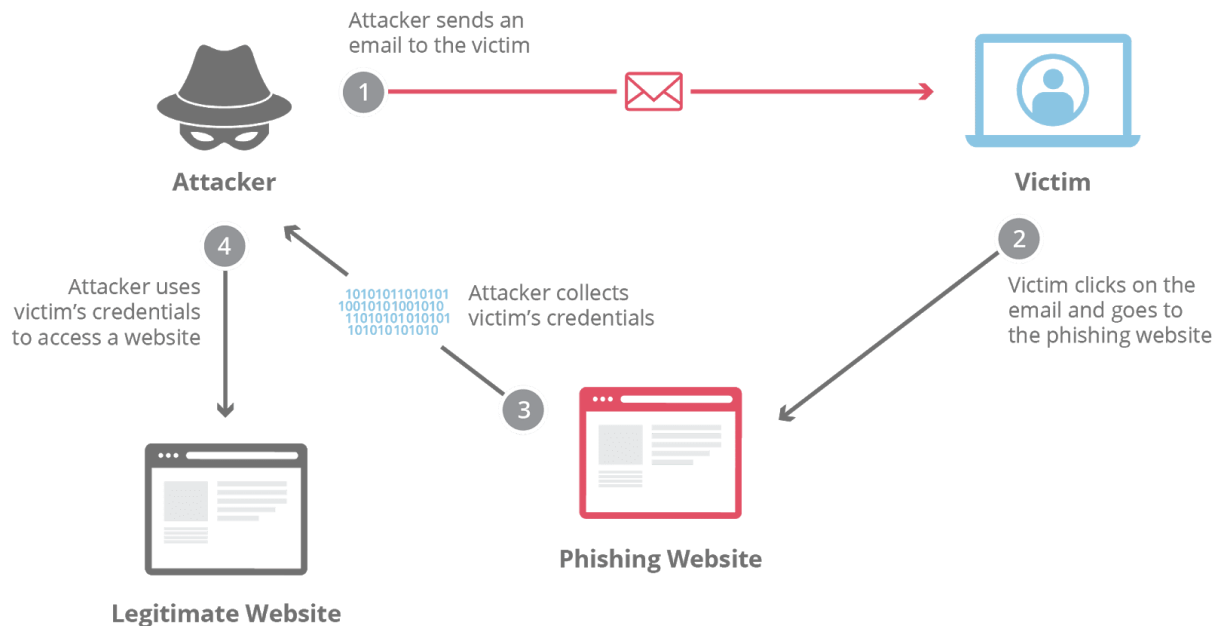 Attacker sends an
email to the victim
1
Attacker
Victim
4
2
Attacker uses
victim’s credentials
to access a website
10101011010101
10010101001010
11010101010101
101010101010
Attacker collects
victim’s credentials
Victim clicks on the
email and goes to
the phishing website
3
Phishing Website
Legitimate Website